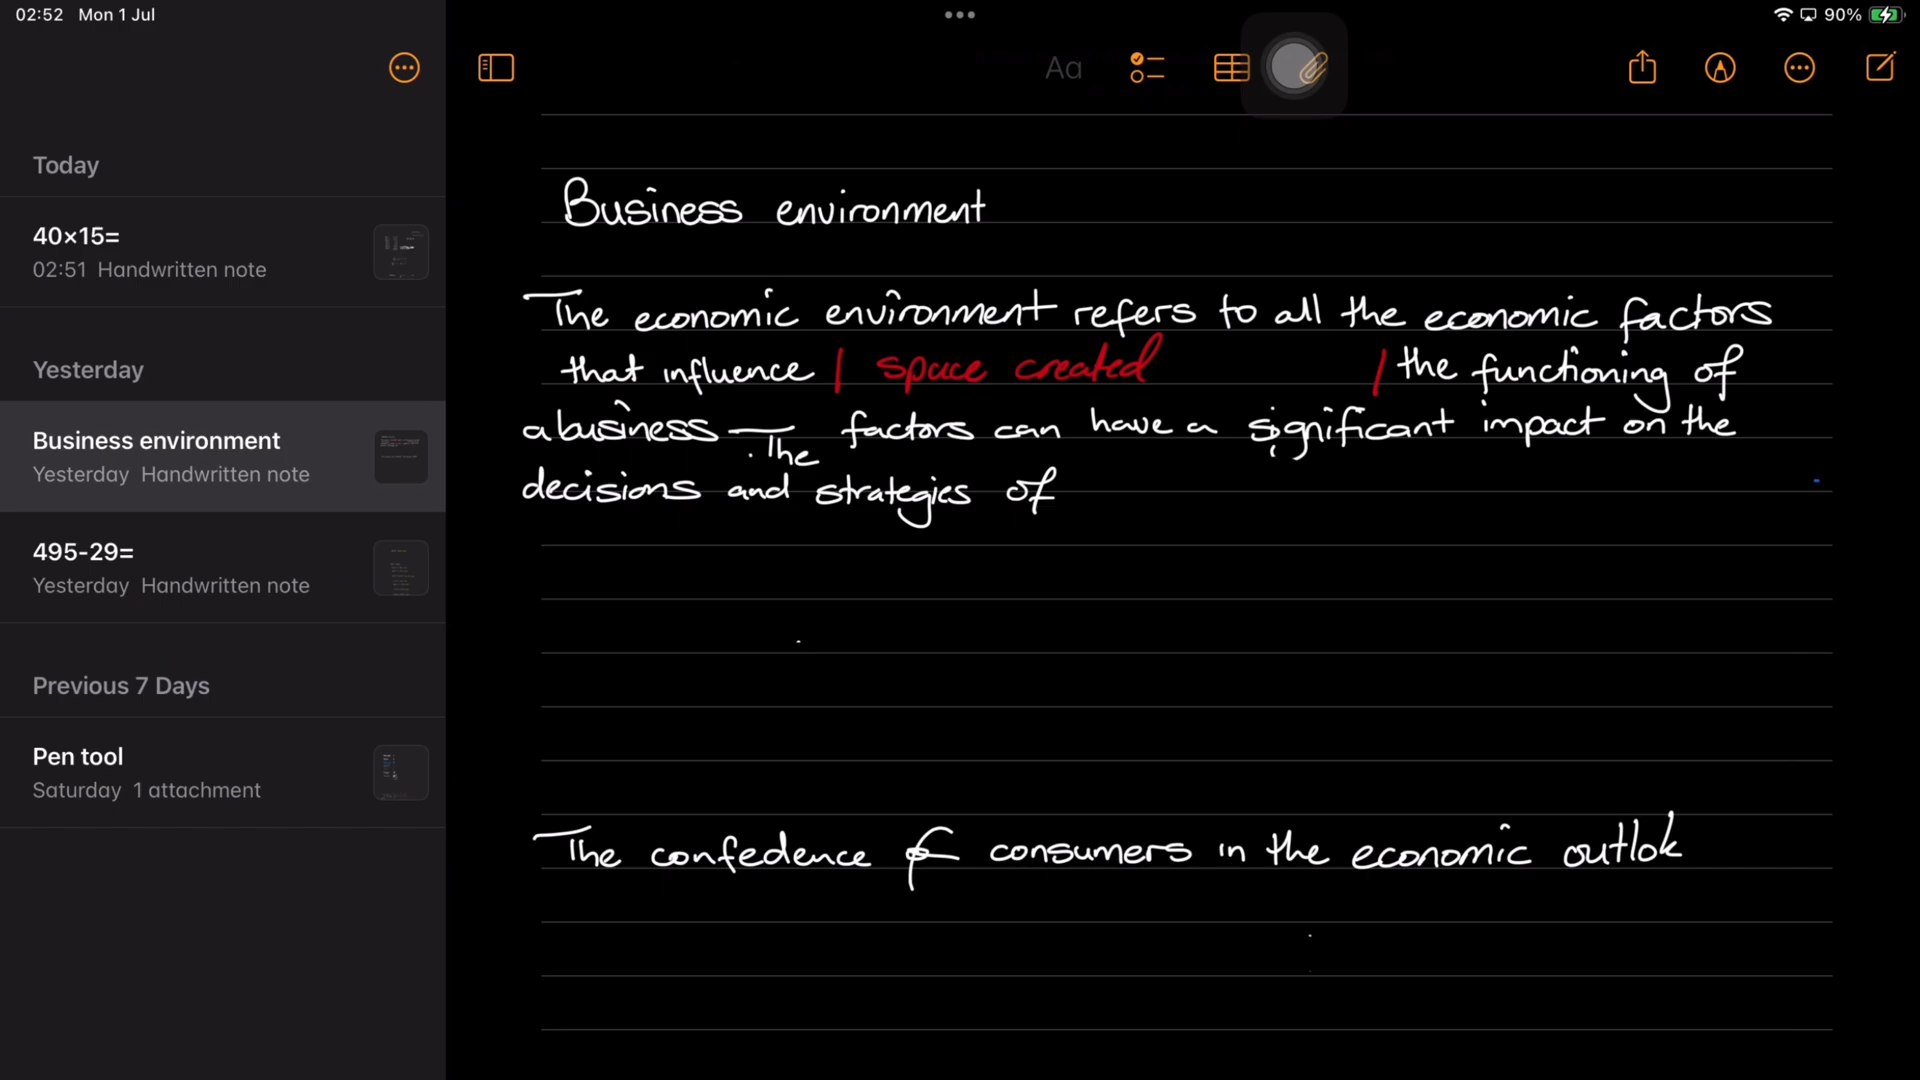 02:52 Mon 1 Jul
90%
Aa
Today
40×15=
02:51 Handwritten note
Yesterday
Business environment
Yesterday Handwritten note
495-29=
Yesterday Handwritten note
Previous 7 Days
Pen tool
Saturday 1 attachment
Business environment
The economic environment refers to all the economic factors
that influence | space created | the functioning of
a business. The factors can have a significant impact on the
decisions and strategies of
The confedence of consumers in the economic outlok